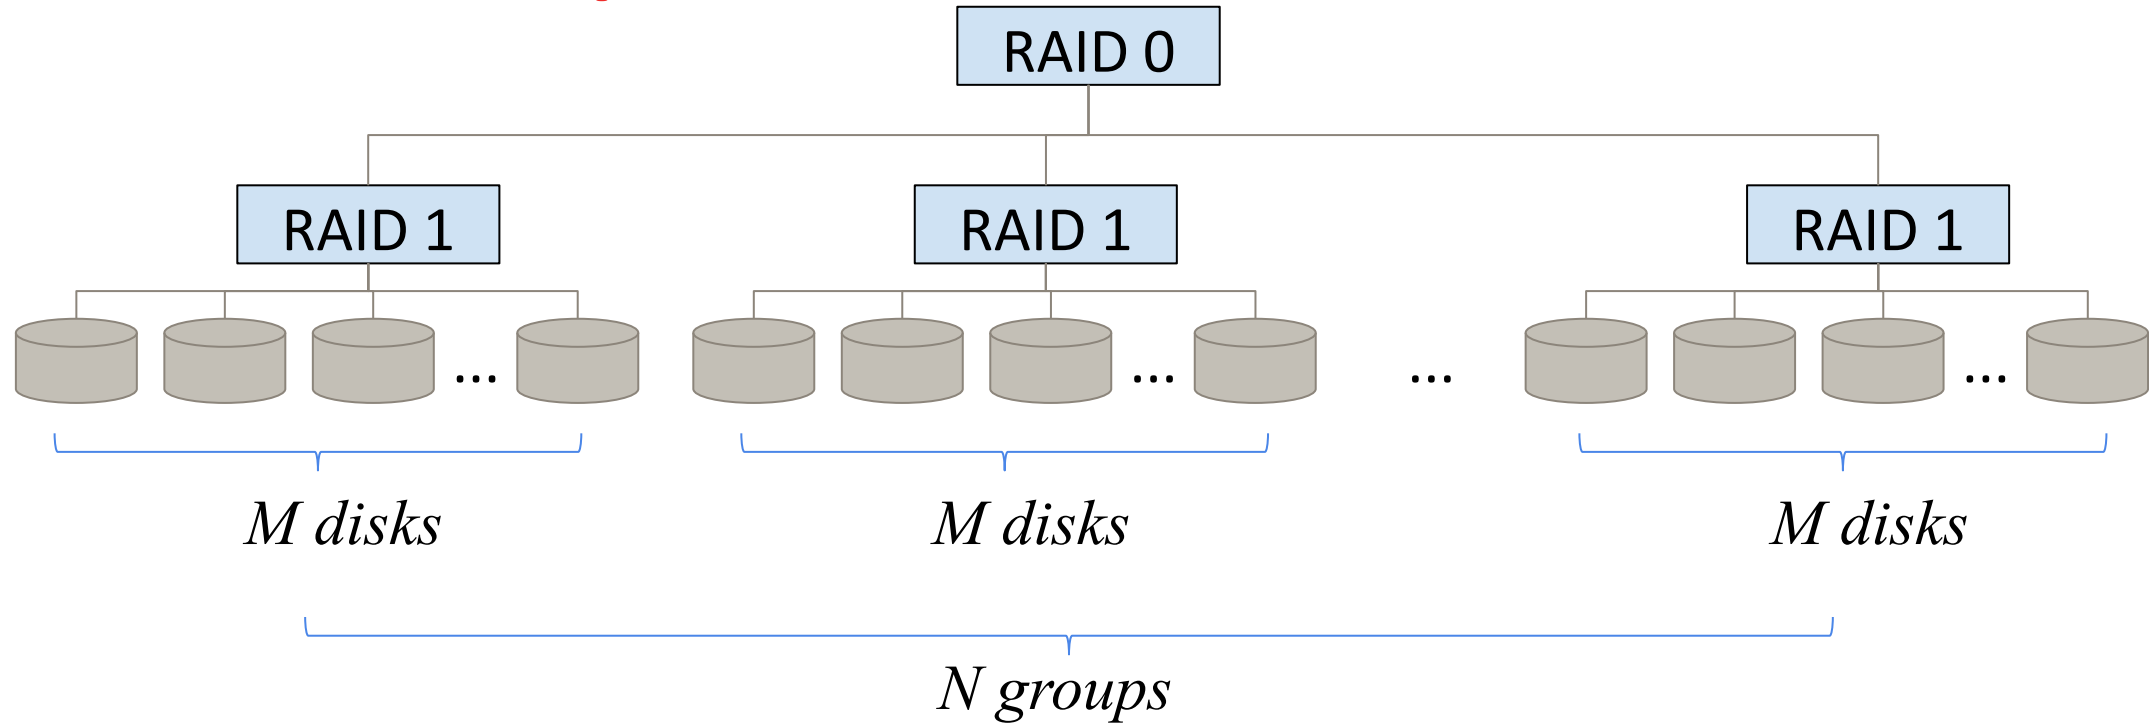 RAID 0
RAID 1 RAID 1 RAID 1
... ... ... ...
M disks M disks M disks
N groups